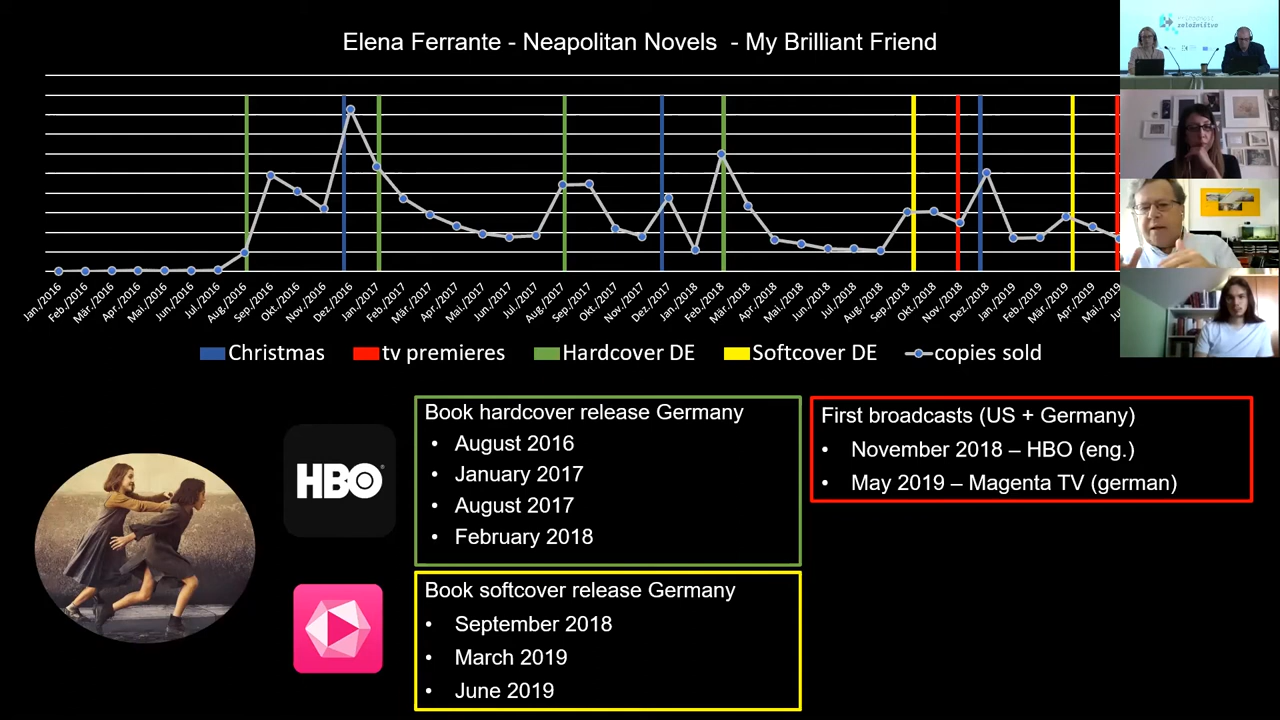 Elena Ferrante - Neapolitan Novels - My Brilliant Friend
Jan./2016
Feb./2016
Mär./2016
Apr./2016
Mai./2016
Jun./2016
Jul./2016
Aug./2016
Sep./2016
Okt./2016
Nov./2016
Dez./2016
Jan./2017
Feb./2017
Mär./2017
Apr./2017
Mai./2017
Jun./2017
Jul./2017
Aug./2017
Sep./2017
Okt./2017
Nov./2017
Dez./2017
Jan./2018
Feb./2018
Mär./2018
Apr./2018
Mai./2018
Jun./2018
Jul./2018
Aug./2018
Sep./2018
Okt./2018
Nov./2018
Dez./2018
Jan./2019
Feb./2019
Mär./2019
Apr./2019
Mai./2019
Christmas tv premieres Hardcover DE Softcover DE copies sold
HBO
Book hardcover release Germany
• August 2016
• January 2017
• August 2017
• February 2018
Book softcover release Germany
• September 2018
• March 2019
• June 2019
First broadcasts (US + Germany)
• November 2018 – HBO (eng.)
• May 2019 – Magenta TV (german)